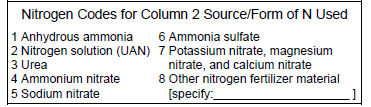 Nitrogen Codes for Column 2 Source/Form of N Used
1 Anhydrous ammonia
2 Nitrogen solution (UAN)
3 Urea
4 Ammonium nitrate
5 Sodium nitrate
6 Ammonia sulfate
7 Potassium nitrate, magnesium
nitrate, and calcium nitrate
8 Other nitrogen fertilizer material
[specify:______________________ ]